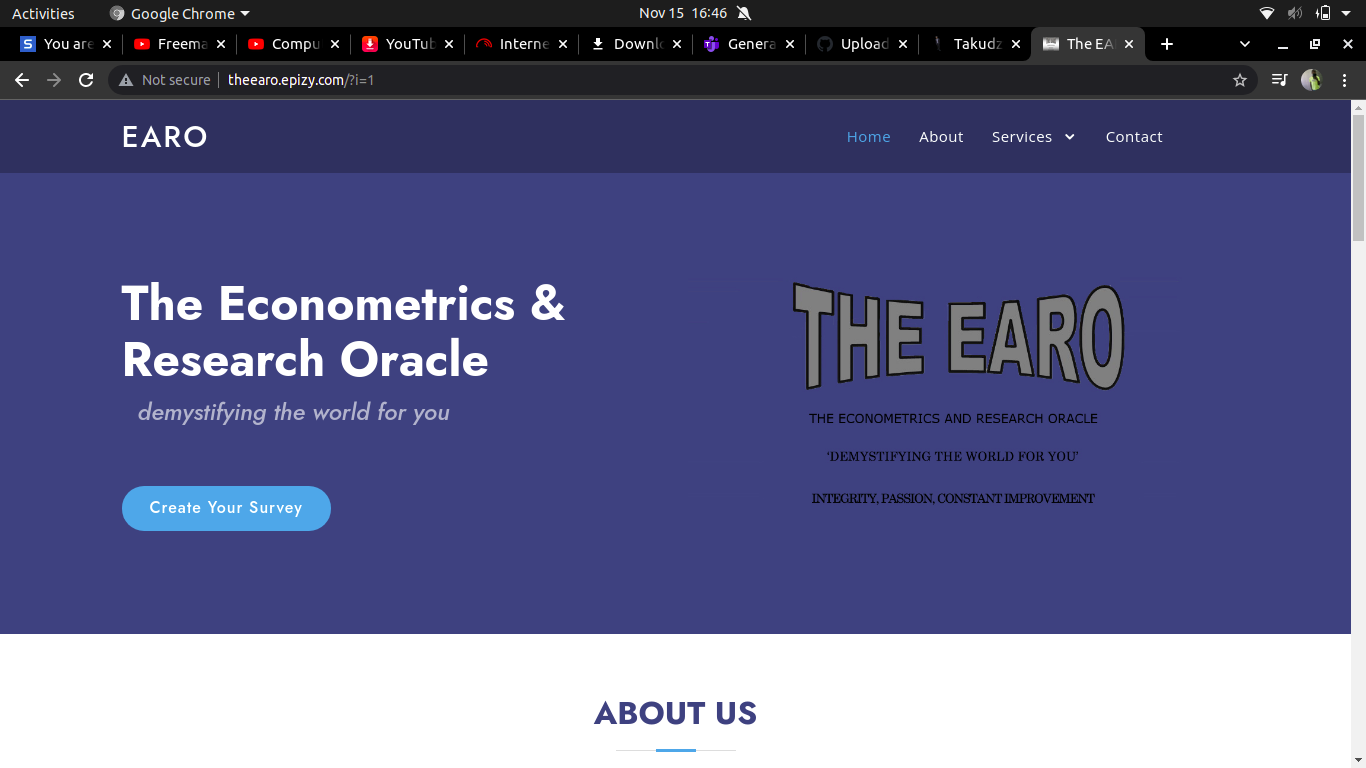 Activities Google Chrome Nov 15 16:46
You are Freema Compu YouTub Interne Downlo Genera Upload Takudz The EA
Not secure theearo.epizy.com/?i=1
EARO Home About Services Contact
The Econometrics &
Research Oracle
demystifying the world for you
Create Your Survey
THE EARO
THE ECONOMETRICS AND RESEARCH ORACLE
'DEMYSTIFYING THE WORLD FOR YOU'
INTEGRITY, PASSION, CONSTANT IMPROVEMENT
ABOUT US